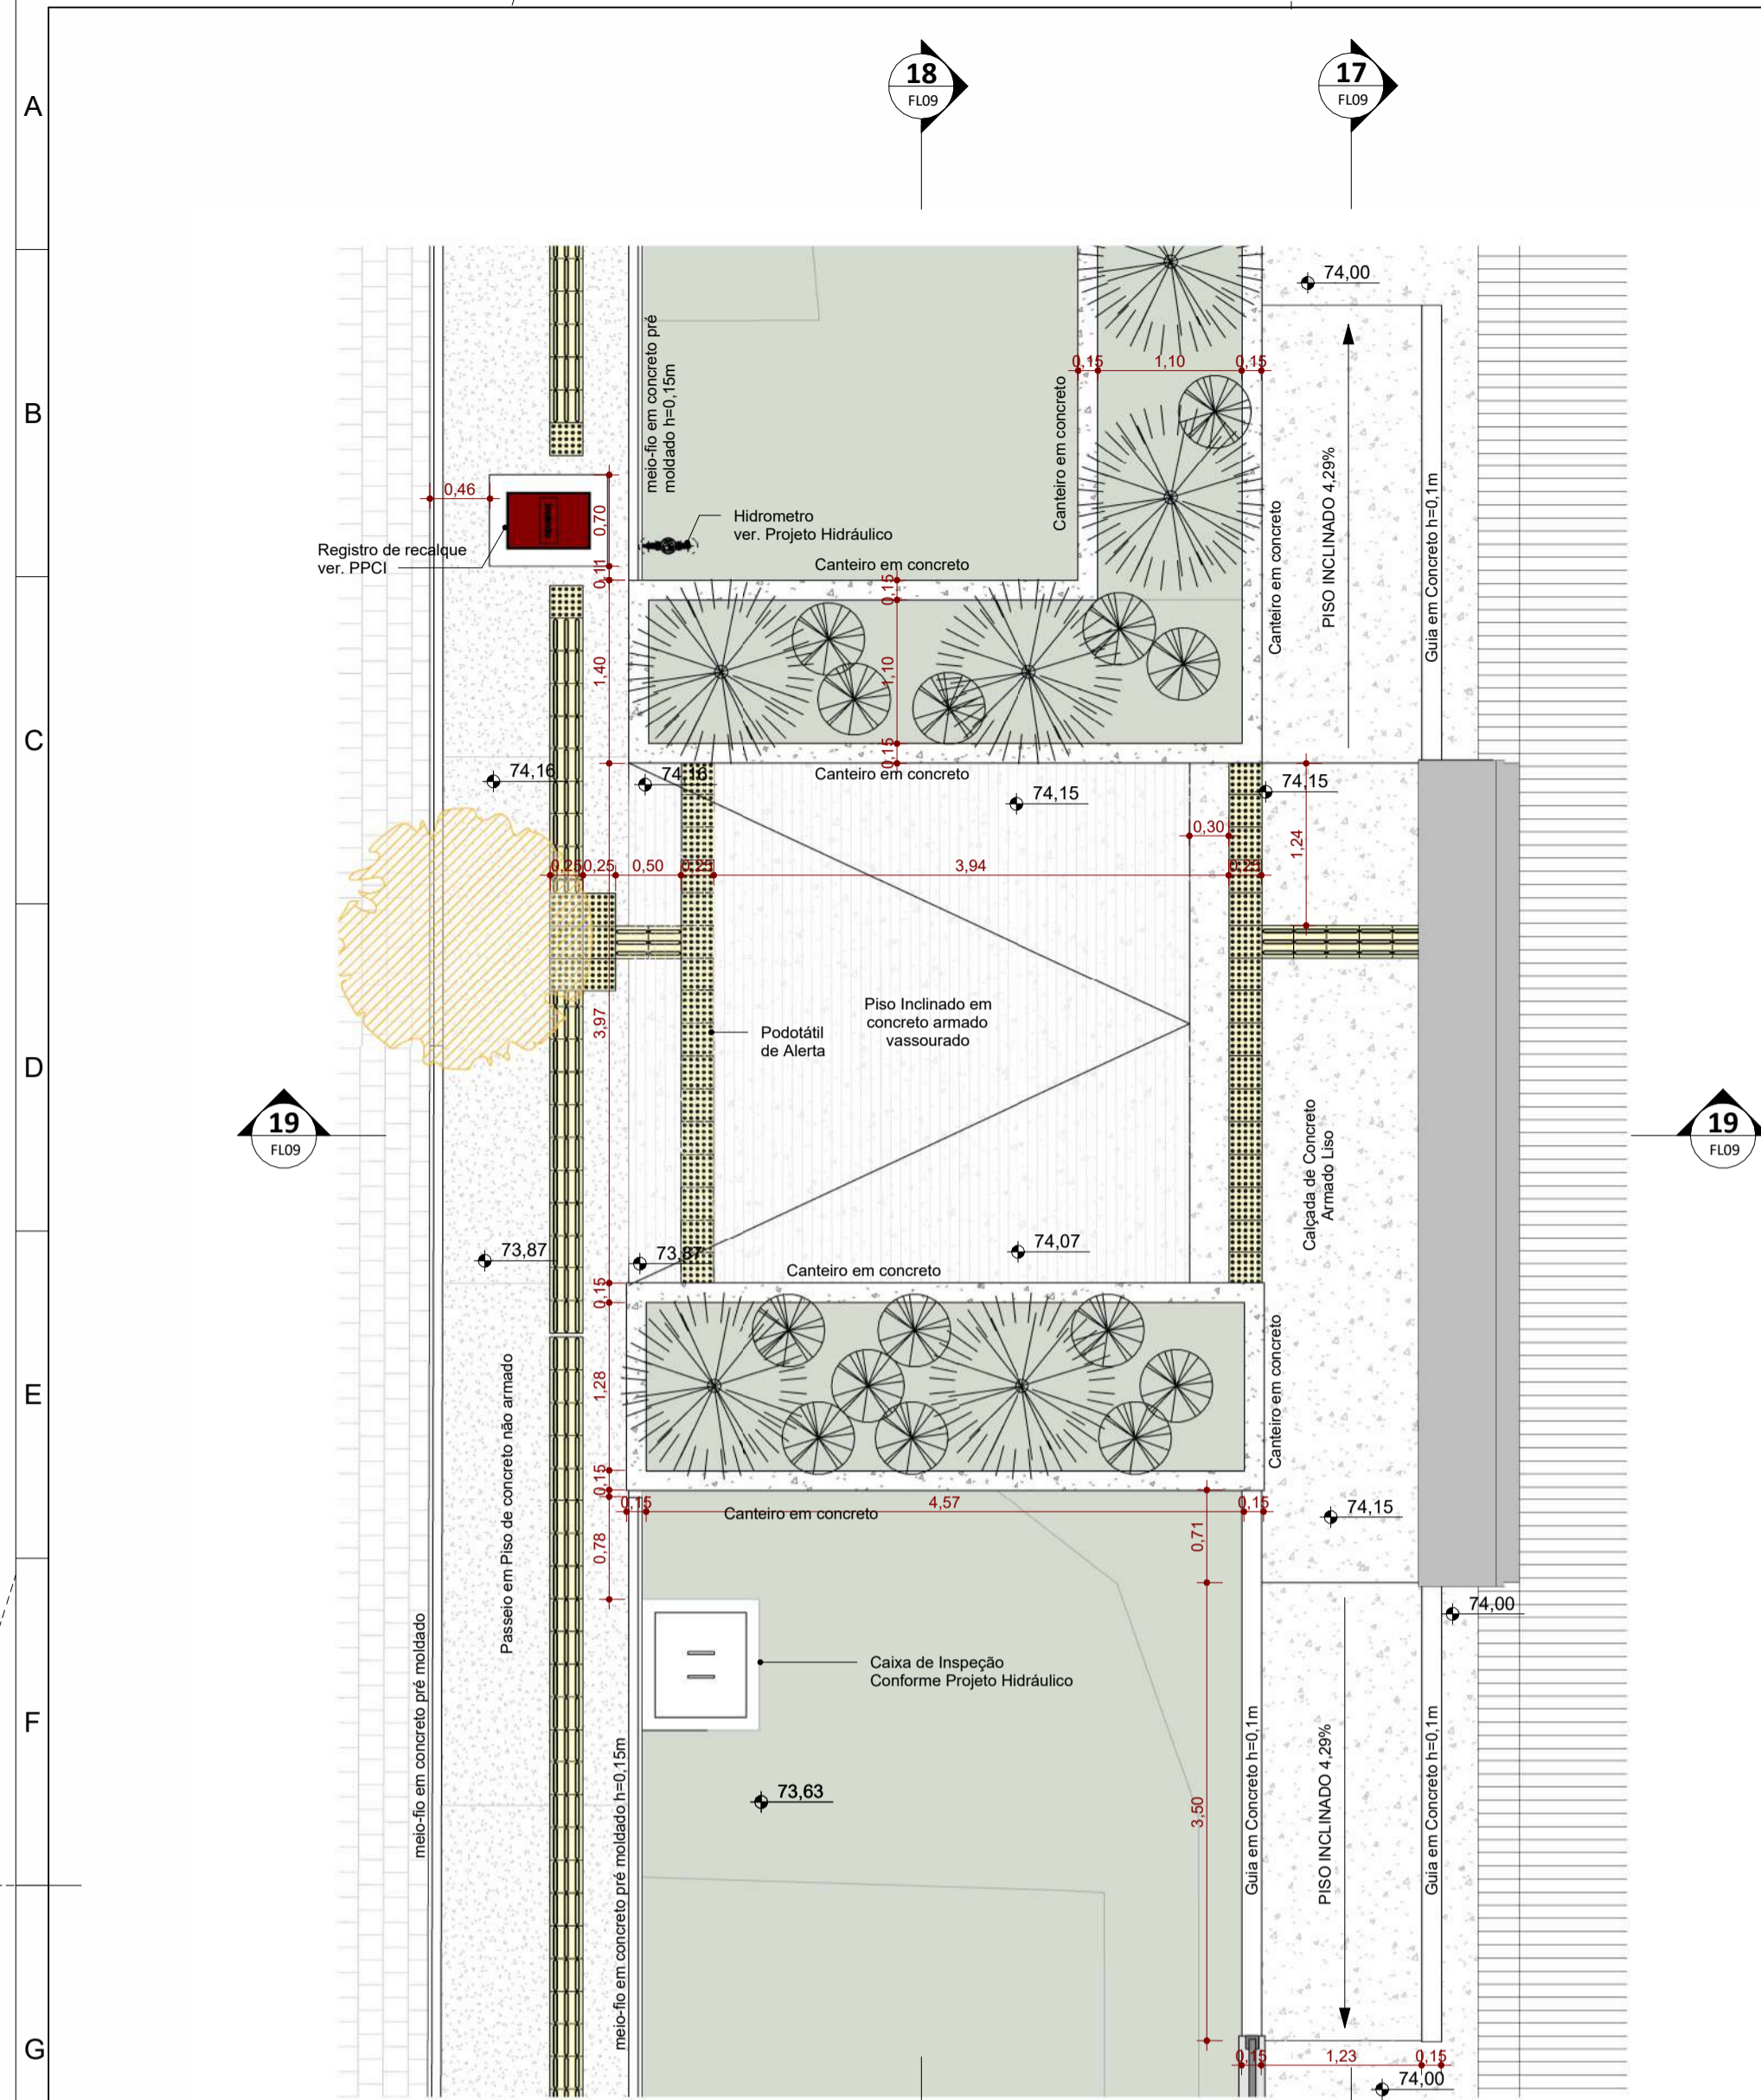 A
B
C
D
E
F
G
18
FL09
17
FL09
74,00
meio-fio em concreto pré
moldado h=0,15m
0,15
1,10
0,15
Canteiro em concreto
PISO INCLINADO 4,29%
Guia em Concreto h=0,1m
Canteiro em concreto
0,46
0,70
Hidrometro
ver. Projeto Hidráulico
Registro de recalque
ver. PPCI
0,11
Canteiro em concreto
0,15
1,40
1,10
0,15
Canteiro em concreto
74,16
74,16
74,15
74,15
0,30
1,24
0,25
0,25
0,50
0,25
3,94
0,25
3,97
Piso Inclinado em
concreto armado
vassourado
Podotátil
de Alerta
19
FL09
19
FL09
Calçada de Concreto
Armado Liso
73,87
73,87
74,07
Canteiro em concreto
0,15
1,28
0,15
Canteiro em concreto
Passeio em Piso de concreto não armado
0,15
4,57
0,15
Canteiro em concreto
74,15
0,71
0,78
74,00
Caixa de Inspeção
Conforme Projeto Hidráulico
meio-fio em concreto pré moldado
meio-fio em concreto pré moldado h=0,15m
73,63
3,50
Guia em Concreto h=0,1m
PISO INCLINADO 4,29%
Guia em Concreto h=0,1m
0,15
1,23
0,15
74,00